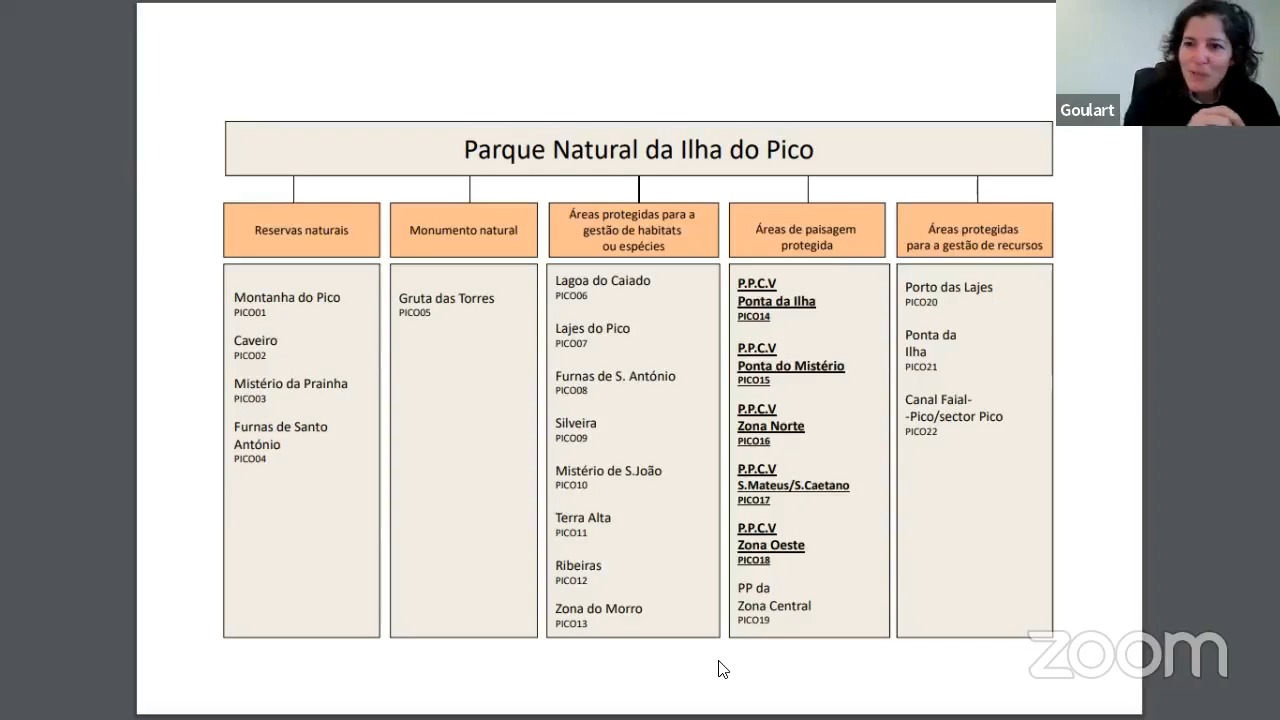 Goulart
Parque Natural da Ilha do Pico
Reservas naturais
Monumento natural
Áreas protegidas para a
gestão de habitats
ou espécies
Áreas de paisagem
protegida
Áreas protegidas
para a gestão de recursos
Montanha do Pico
PICO01
Caveiro
PICO02
Mistério da Prainha
PICO03
Furnas de Santo
António
PICO04
Gruta das Torres
PICO05
Lagoa do Caiado
PICO06
Lajes do Pico
PICO07
Furnas de S. António
PICO08
Silveira
PICO09
Mistério de S.João
PICO10
Terra Alta
PICO11
Ribeiras
PICO12
Zona do Morro
PICO13
P.P.C.V
Ponta da Ilha
PICO14
P.P.C.V
Ponta do Mistério
PICO15
P.P.C.V
Zona Norte
PICO16
P.P.C.V
S.Mateus/S.Caetano
PICO17
P.P.C.V
Zona Oeste
PICO18
PP da
Zona Central
PICO19
Porto das Lajes
PICO20
Ponta da
Ilha
PICO21
Canal Faial-
-Pico/sector Pico
PICO22
zoom